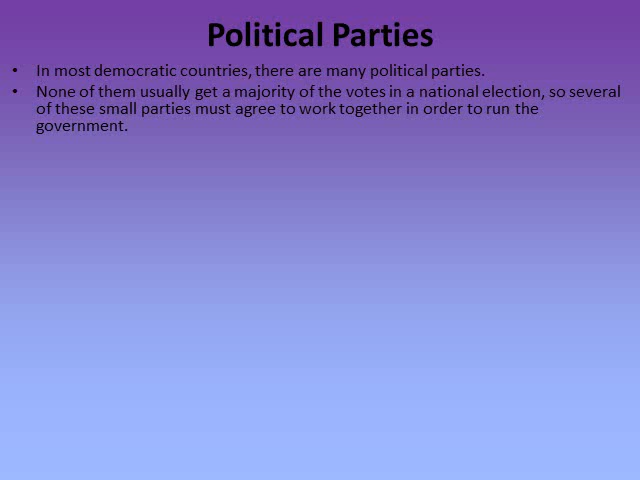 Political Parties
• In most democratic countries, there are many political parties.
• None of them usually get a majority of the votes in a national election, so several
of these small parties must agree to work together in order to run the
government.